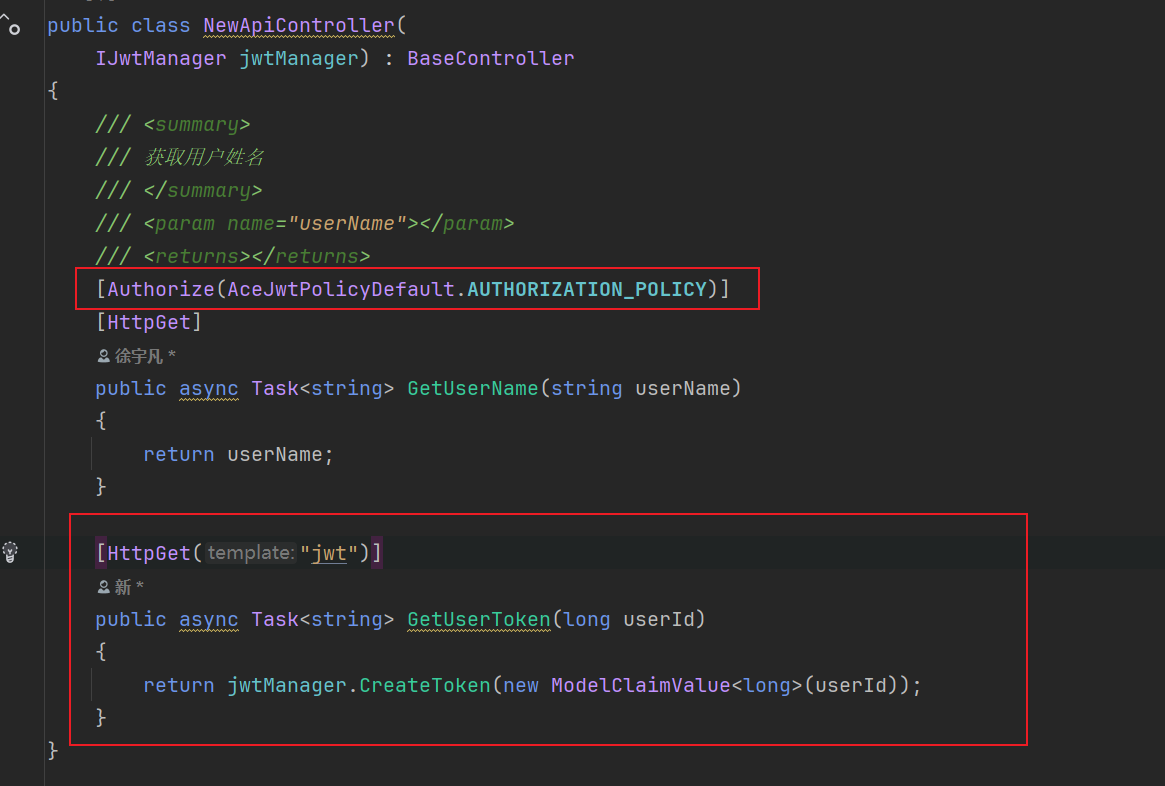 public class NewApiController(
    IJwtManager jwtManager) : BaseController
{
    /// <summary>
    /// 获取用户姓名
    /// </summary>
    /// <param name="userName"></param>
    /// <returns></returns>
    [Authorize(AceJwtPolicyDefault.AUTHORIZATION_POLICY)]
    [HttpGet]
    徐宇凡 *
    public async Task<string> GetUserName(string userName)
    {
        return userName;
    }
    [HttpGet(template:"jwt")]
    新 *
    public async Task<string> GetUserToken(long userId)
    {
        return jwtManager.CreateToken(new ModelClaimValue<long>(userId));
    }
}